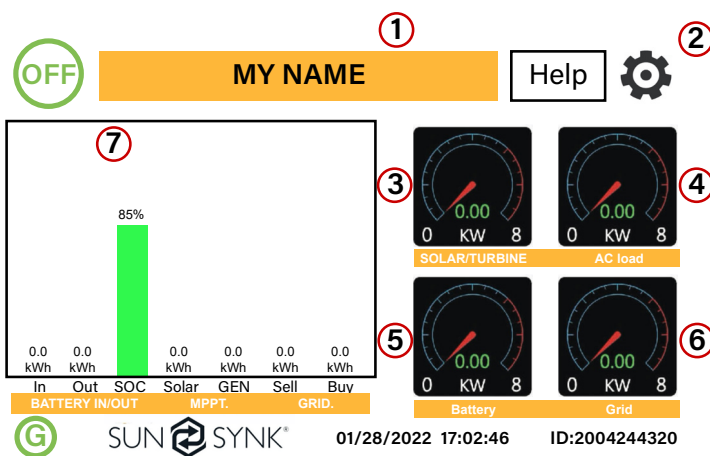 1
2
OFF
MY NAME
Help
7
85%
0.0 kWh
0.0 kWh
0.0 kWh
0.0 kWh
0.0 kWh
0.0 kWh
In Out SOC Solar GEN Sell Buy
BATTERY IN/OUT MPPT. GRID.
3
0.00
0 KW 8
SOLAR/TURBINE
4
0.00
0 KW 8
AC load
5
0.00
0 KW 8
Battery
6
0.00
0 KW 8
Grid
G
SUN SYNK®
01/28/2022 17:02:46
ID:2004244320